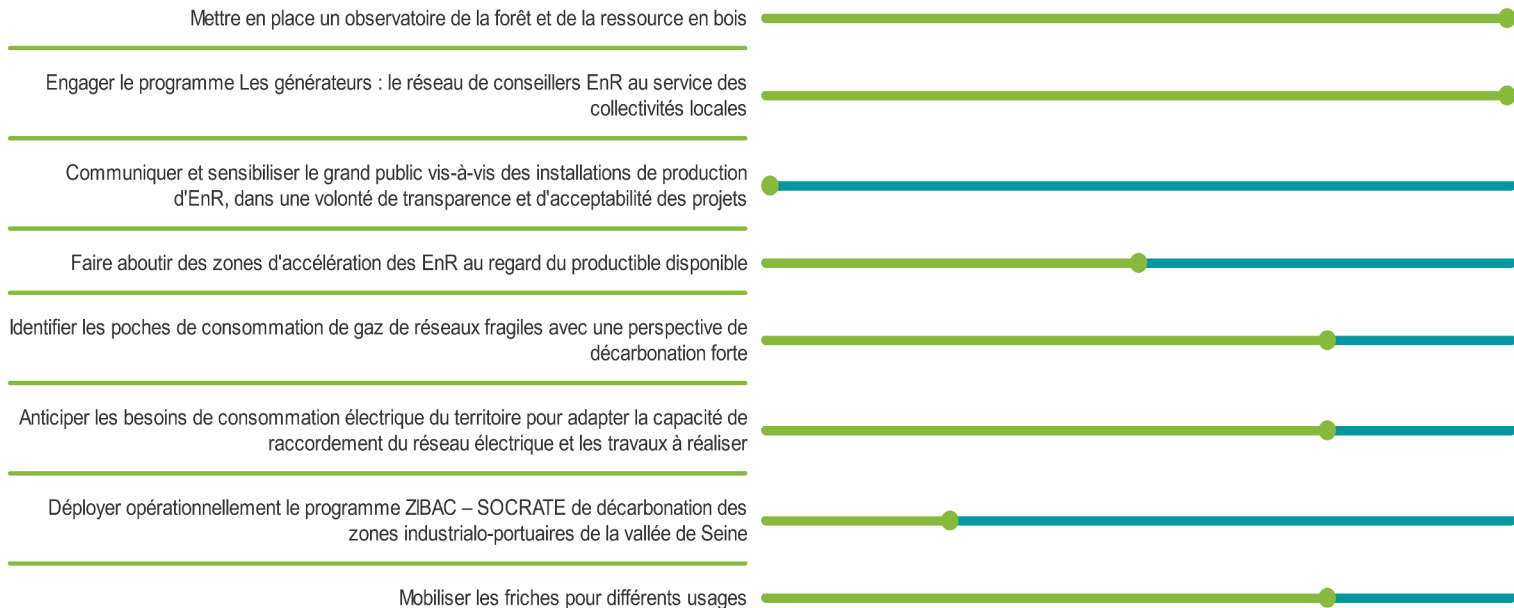 Mettre en place un observatoire de la forêt et de la ressource en bois
Engager le programme Les générateurs : le réseau de conseillers EnR au service des
collectivités locales
Communiquer et sensibiliser le grand public vis-à-vis des installations de production
d'EnR, dans une volonté de transparence et d'acceptabilité des projets
Faire aboutir des zones d'accélération des EnR au regard du productible disponible
Identifier les poches de consommation de gaz de réseaux fragiles avec une perspective de
décarbonation forte
Anticiper les besoins de consommation électrique du territoire pour adapter la capacité de
raccordement du réseau électrique et les travaux à réaliser
Déployer opérationnellement le programme ZIBAC – SOCRATE de décarbonation des
zones industrialo-portuaires de la vallée de Seine
Mobiliser les friches pour différents usages